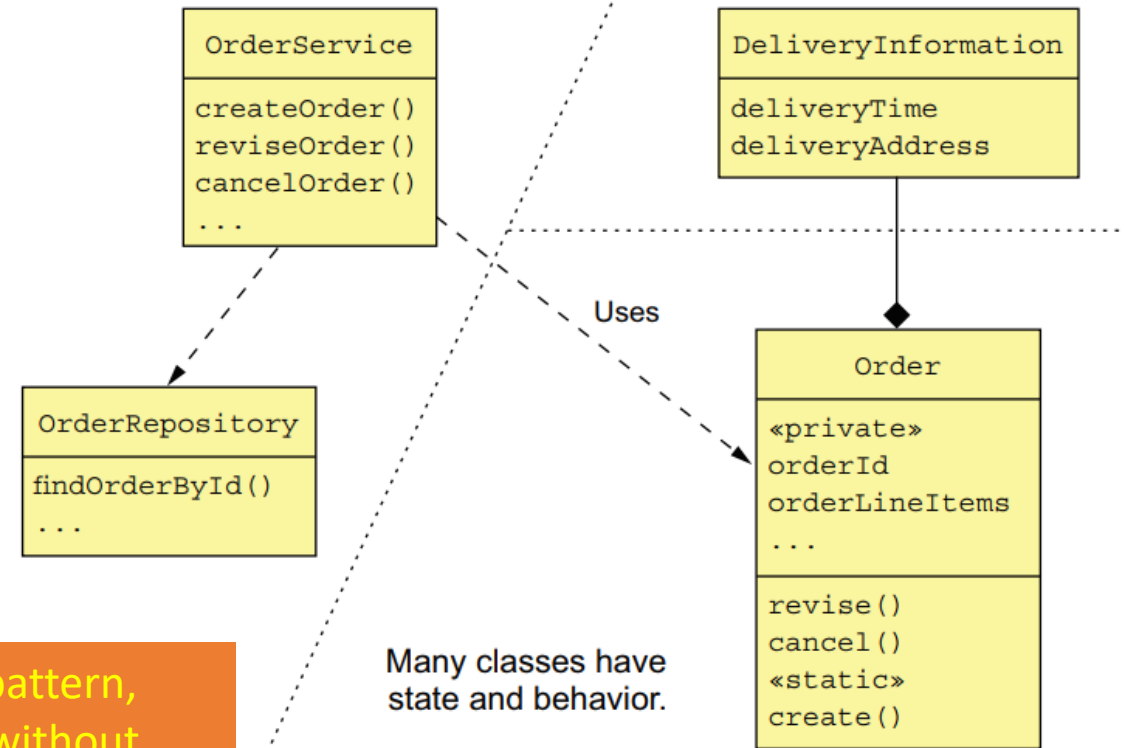 OrderService
createOrder()
reviseOrder()
cancelOrder()
...
DeliveryInformation
deliveryTime
deliveryAddress
Uses
OrderRepository
findOrderById()
...
Order
«private»
orderId
orderLineItems
...
revise()
cancel()
«static»
create()
Many classes have
state and behavior.
pattern,
without